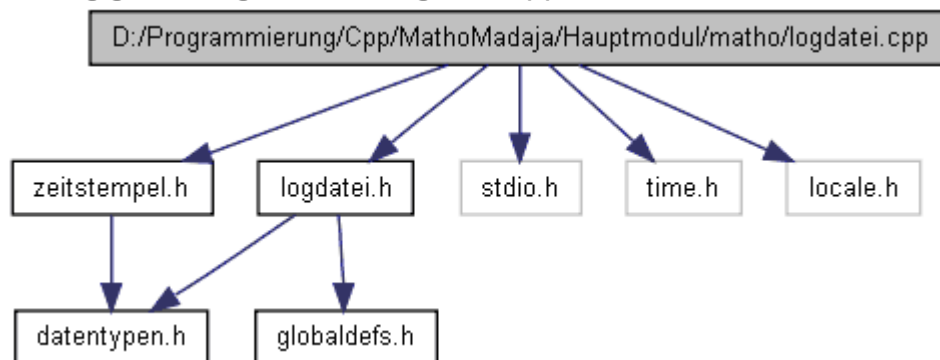 D:/Programmierung/Cpp/MathoMadaja/Hauptmodul/matho/logdatei.cpp
zeitstempel.h
logdatei.h
stdio.h
time.h
locale.h
datentypen.h
globaldefs.h